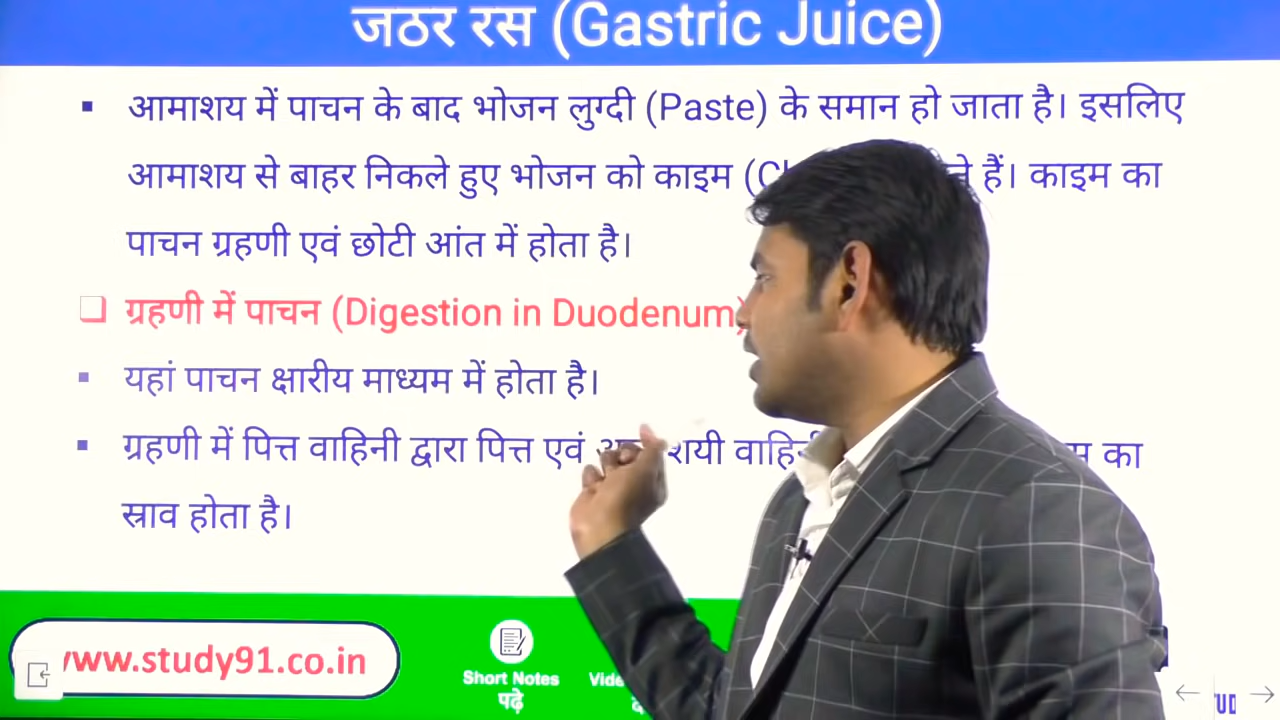 जठर रस (Gastric Juice)
▪ आमाशय में पाचन के बाद भोजन लुग्दी (Paste) के समान हो जाता है। इसलिए
आमाशय से बाहर निकले हुए भोजन को काइम हैं। काइम का
पाचन ग्रहणी एवं छोटी आंत में होता है।
❑ ग्रहणी में पाचन (Digestion in Duodenum)
▪ यहां पाचन क्षारीय माध्यम में होता है।
▪ ग्रहणी में पित्त वाहिनी द्वारा पित्त एवं का
स्राव होता है।
www.study91.co.in
Short Notes
पढ़े